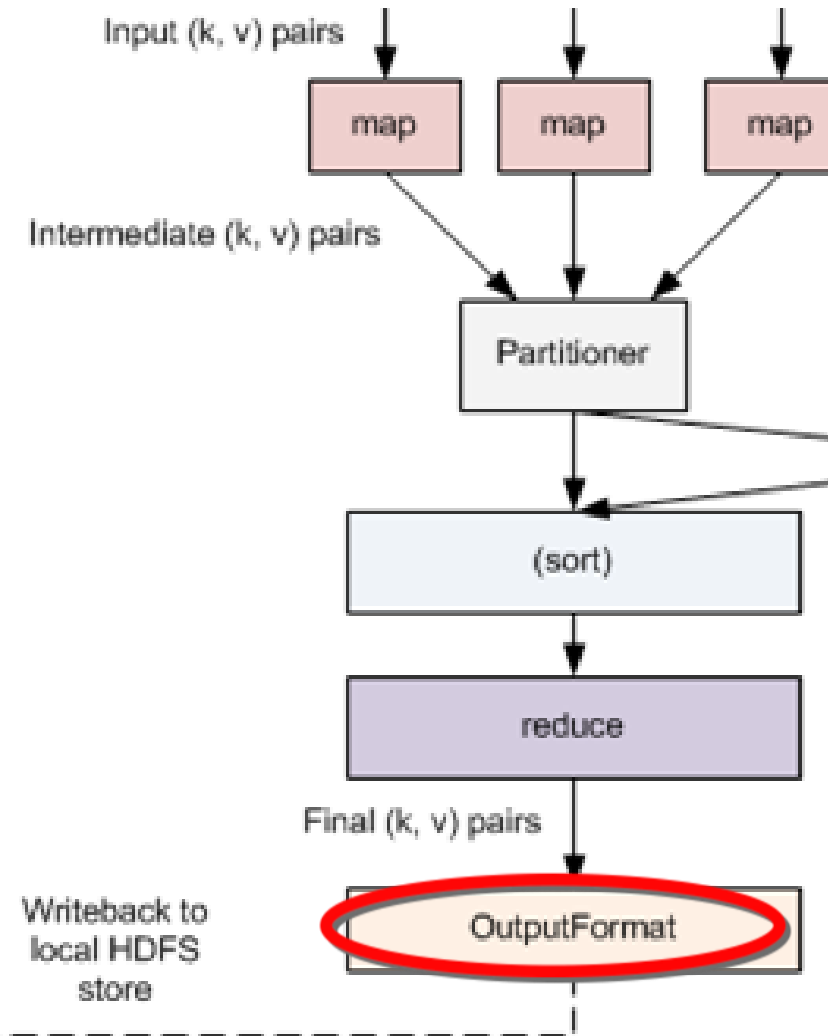 Input (k, v) pairs
map
map
map
Intermediate (k, v) pairs
Partitioner
(sort)
reduce
Final (k, v) pairs
OutputFormat
Writeback to
local HDFS
store